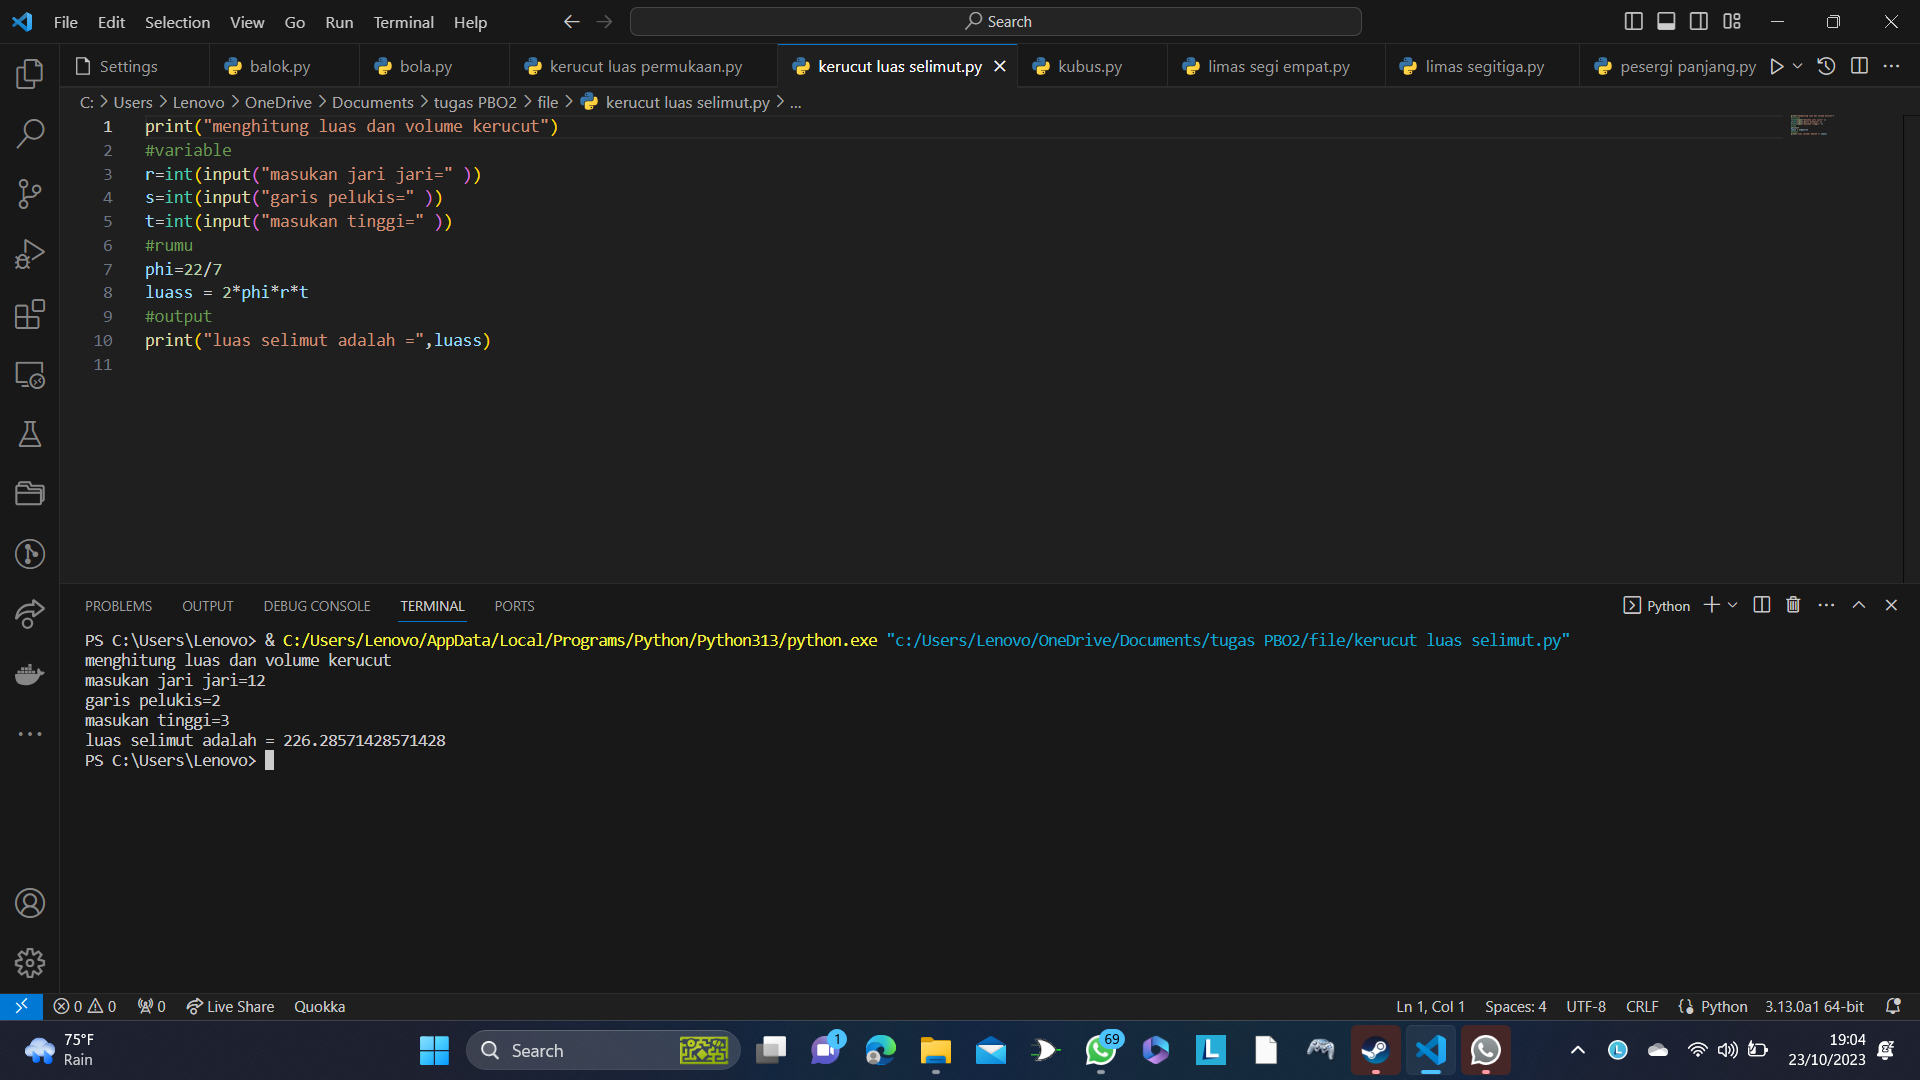 File Edit Selection View Go Run Terminal Help Search
Settings balok.py bola.py kerucut luas permukaan.py kerucut luas selimut.py kubus.py limas segi empat.py limas segitiga.py pesergi panjang.py
C: > Users > Lenovo > OneDrive > Documents > tugas PBO2 > file > kerucut luas selimut.py > ...
1 print("menghitung luas dan volume kerucut")
2 #variable
3 r=int(input("masukan jari jari=" ))
4 s=int(input("garis pelukis=" ))
5 t=int(input("masukan tinggi=" ))
6 #rumu
7 phi=22/7
8 luass = 2*phi*r*t
9 #output
10 print("luas selimut adalah =",luass)
11
PROBLEMS OUTPUT DEBUG CONSOLE TERMINAL PORTS Python
PS C:\Users\Lenovo> & C:/Users/Lenovo/AppData/Local/Programs/Python/Python313/python.exe "c:/Users/Lenovo/OneDrive/Documents/tugas PBO2/file/kerucut luas selimut.py"
menghitung luas dan volume kerucut
masukan jari jari=12
garis pelukis=2
masukan tinggi=3
luas selimut adalah = 226.28571428571428
PS C:\Users\Lenovo>
0 0 0 Live Share Quokka Ln 1, Col 1 Spaces: 4 UTF-8 CRLF Python 3.13.0a1 64-bit
75°F
Rain
Search
1
69
L
L
19:04
23/10/2023